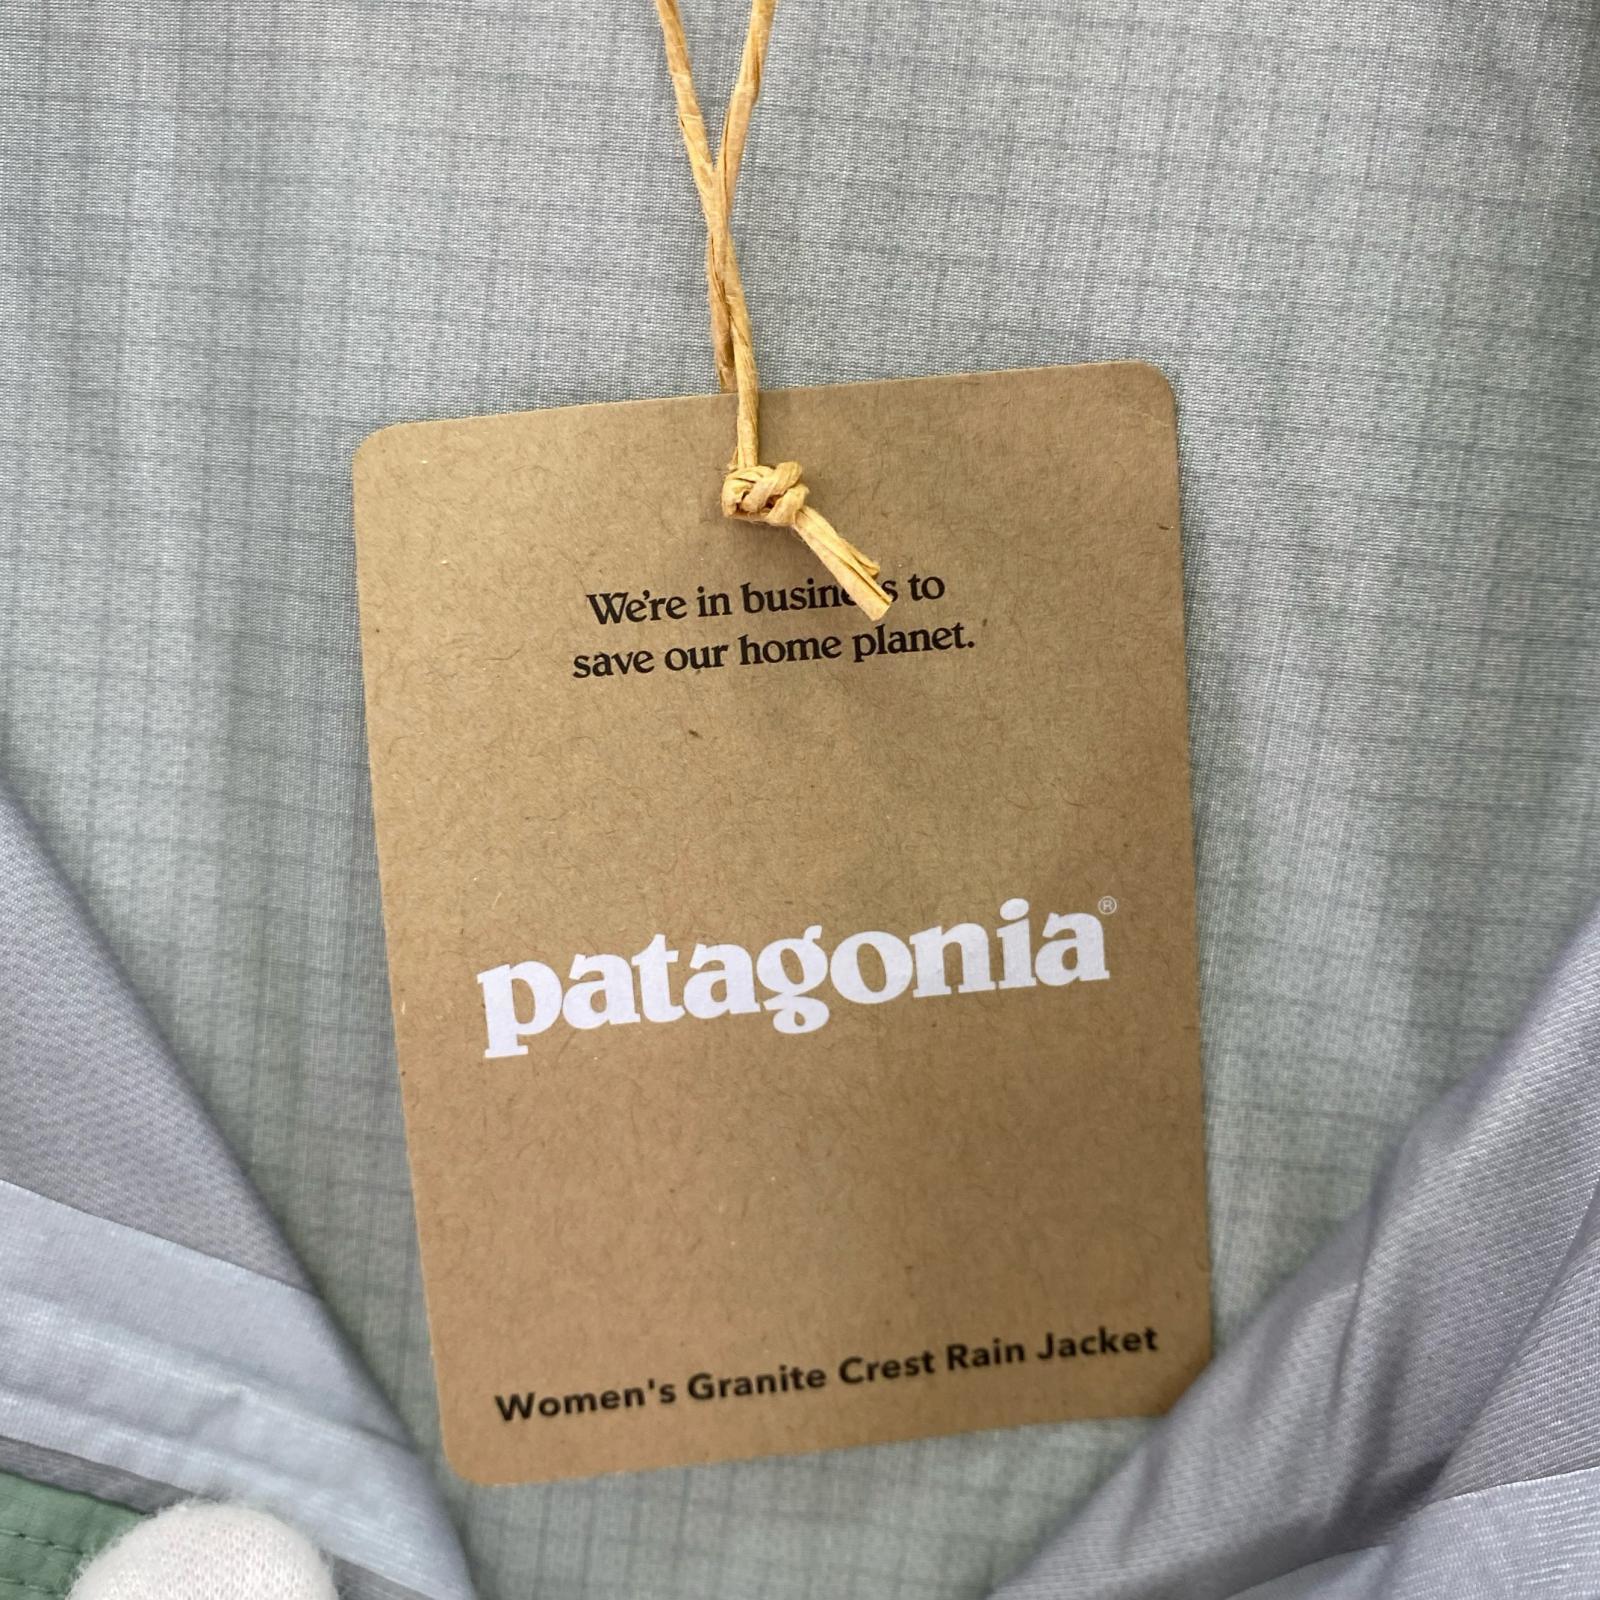 We're in business to
save our home planet.
patagonia®
Women's Granite Crest Rain Jacket